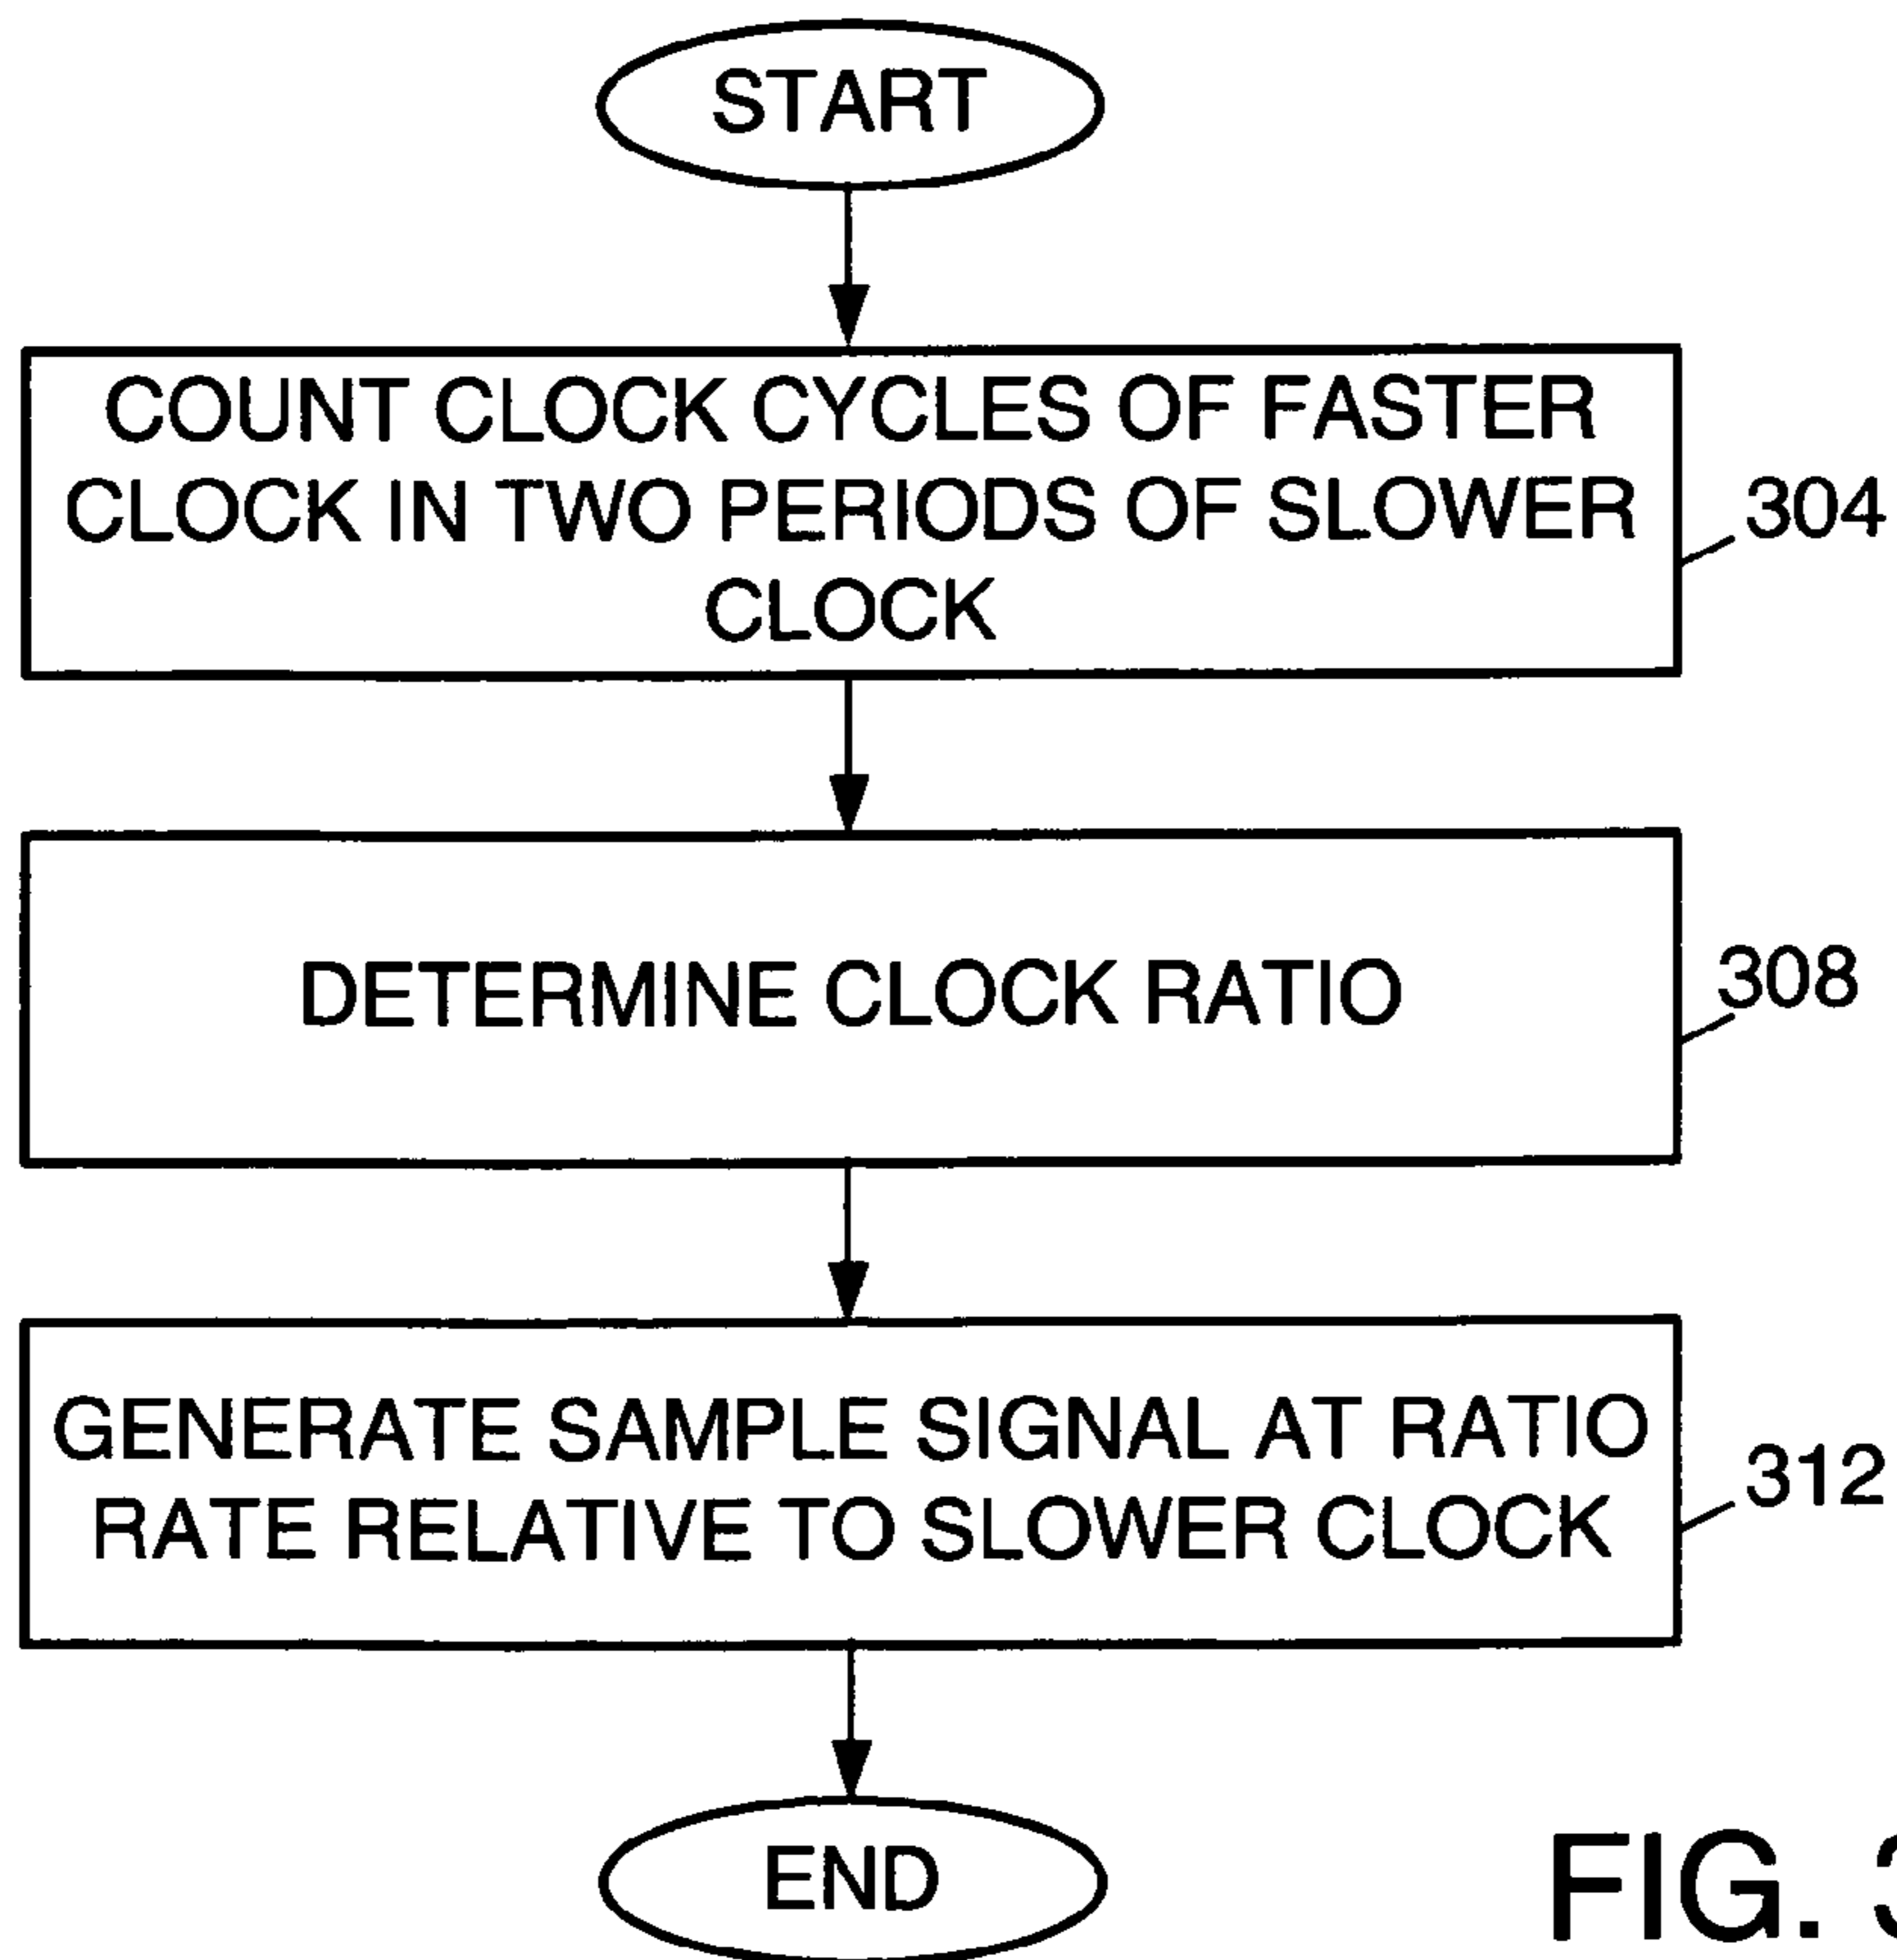 START
COUNT CLOCK CYCLES OF FASTER
CLOCK IN TWO PERIODS OF SLOWER
CLOCK
304
DETERMINE CLOCK RATIO
308
GENERATE SAMPLE SIGNAL AT RATIO
RATE RELATIVE TO SLOWER CLOCK
312
END
FIG.